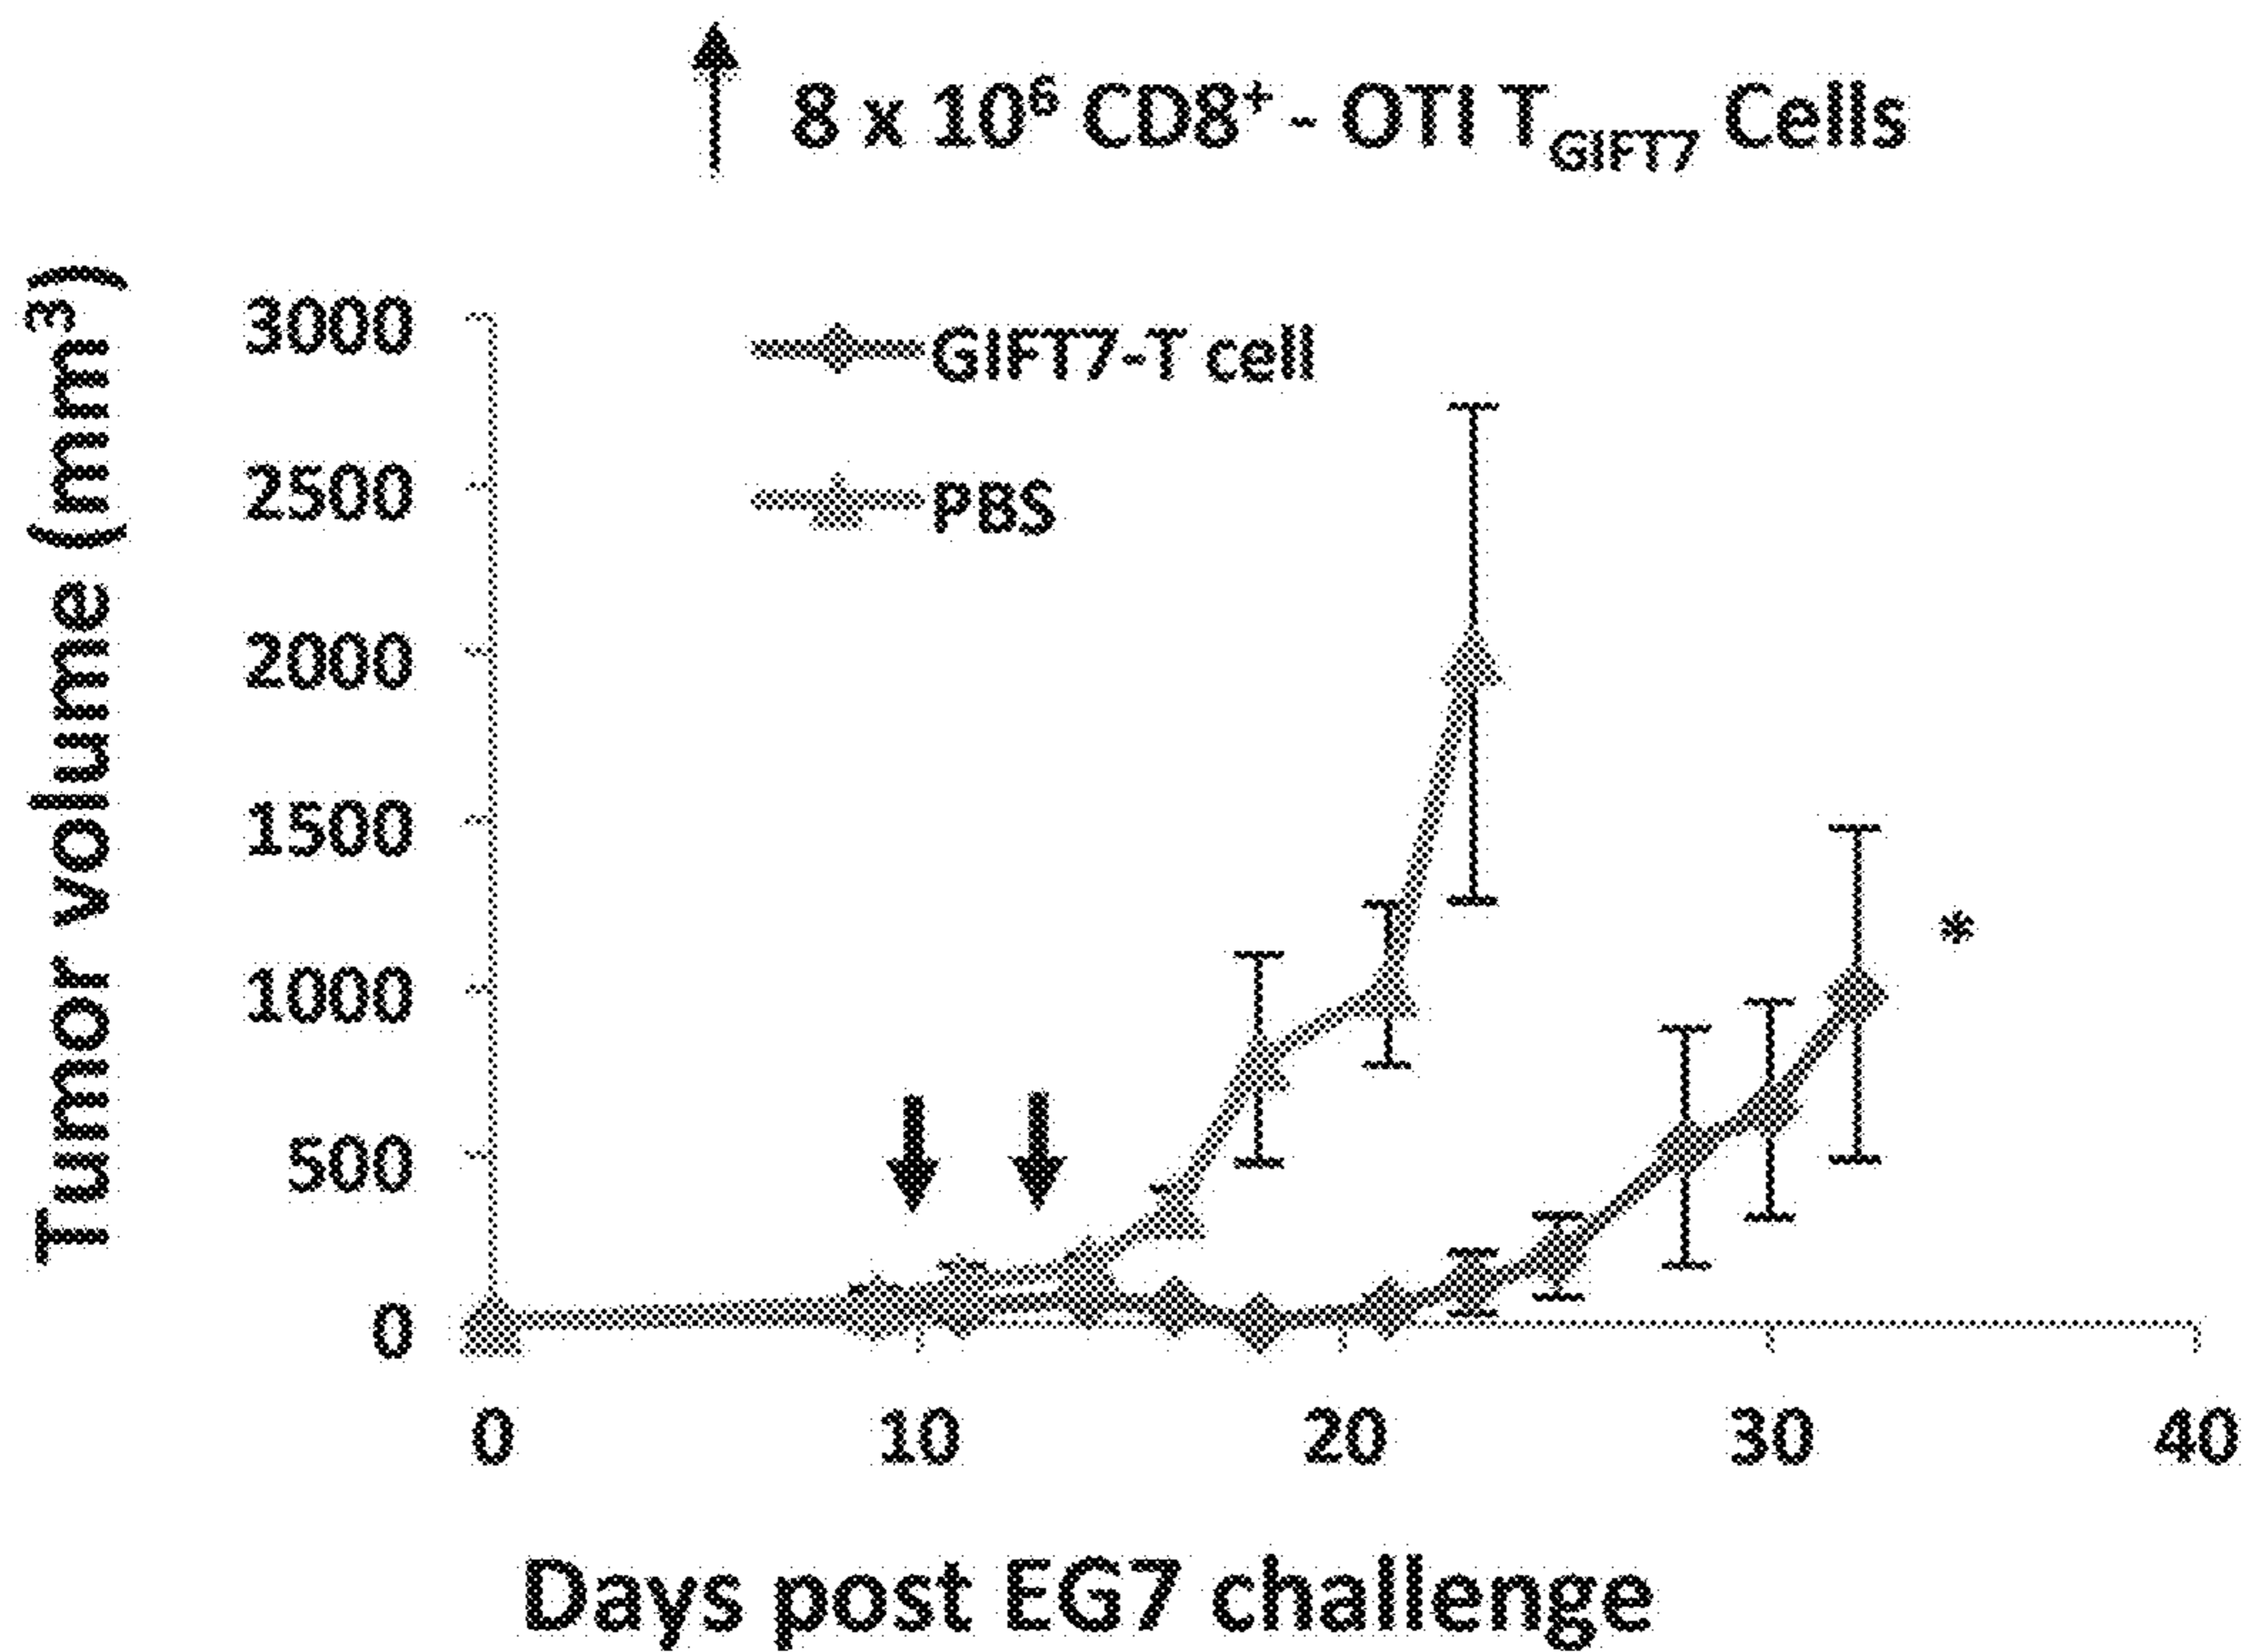 8 x 10⁶ CD8⁺ - OTI T_GIFT7 Cells
Tumor volume (mm³)
3000
2500
2000
1500
1000
500
0
GIFT7-T cell
PBS
*
0 10 20 30 40
Days post EG7 challenge